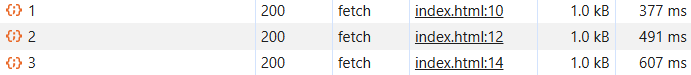 1 200 fetch index.html:10 1.0 kB 377 ms
2 200 fetch index.html:12 1.0 kB 491 ms
3 200 fetch index.html:14 1.0 kB 607 ms